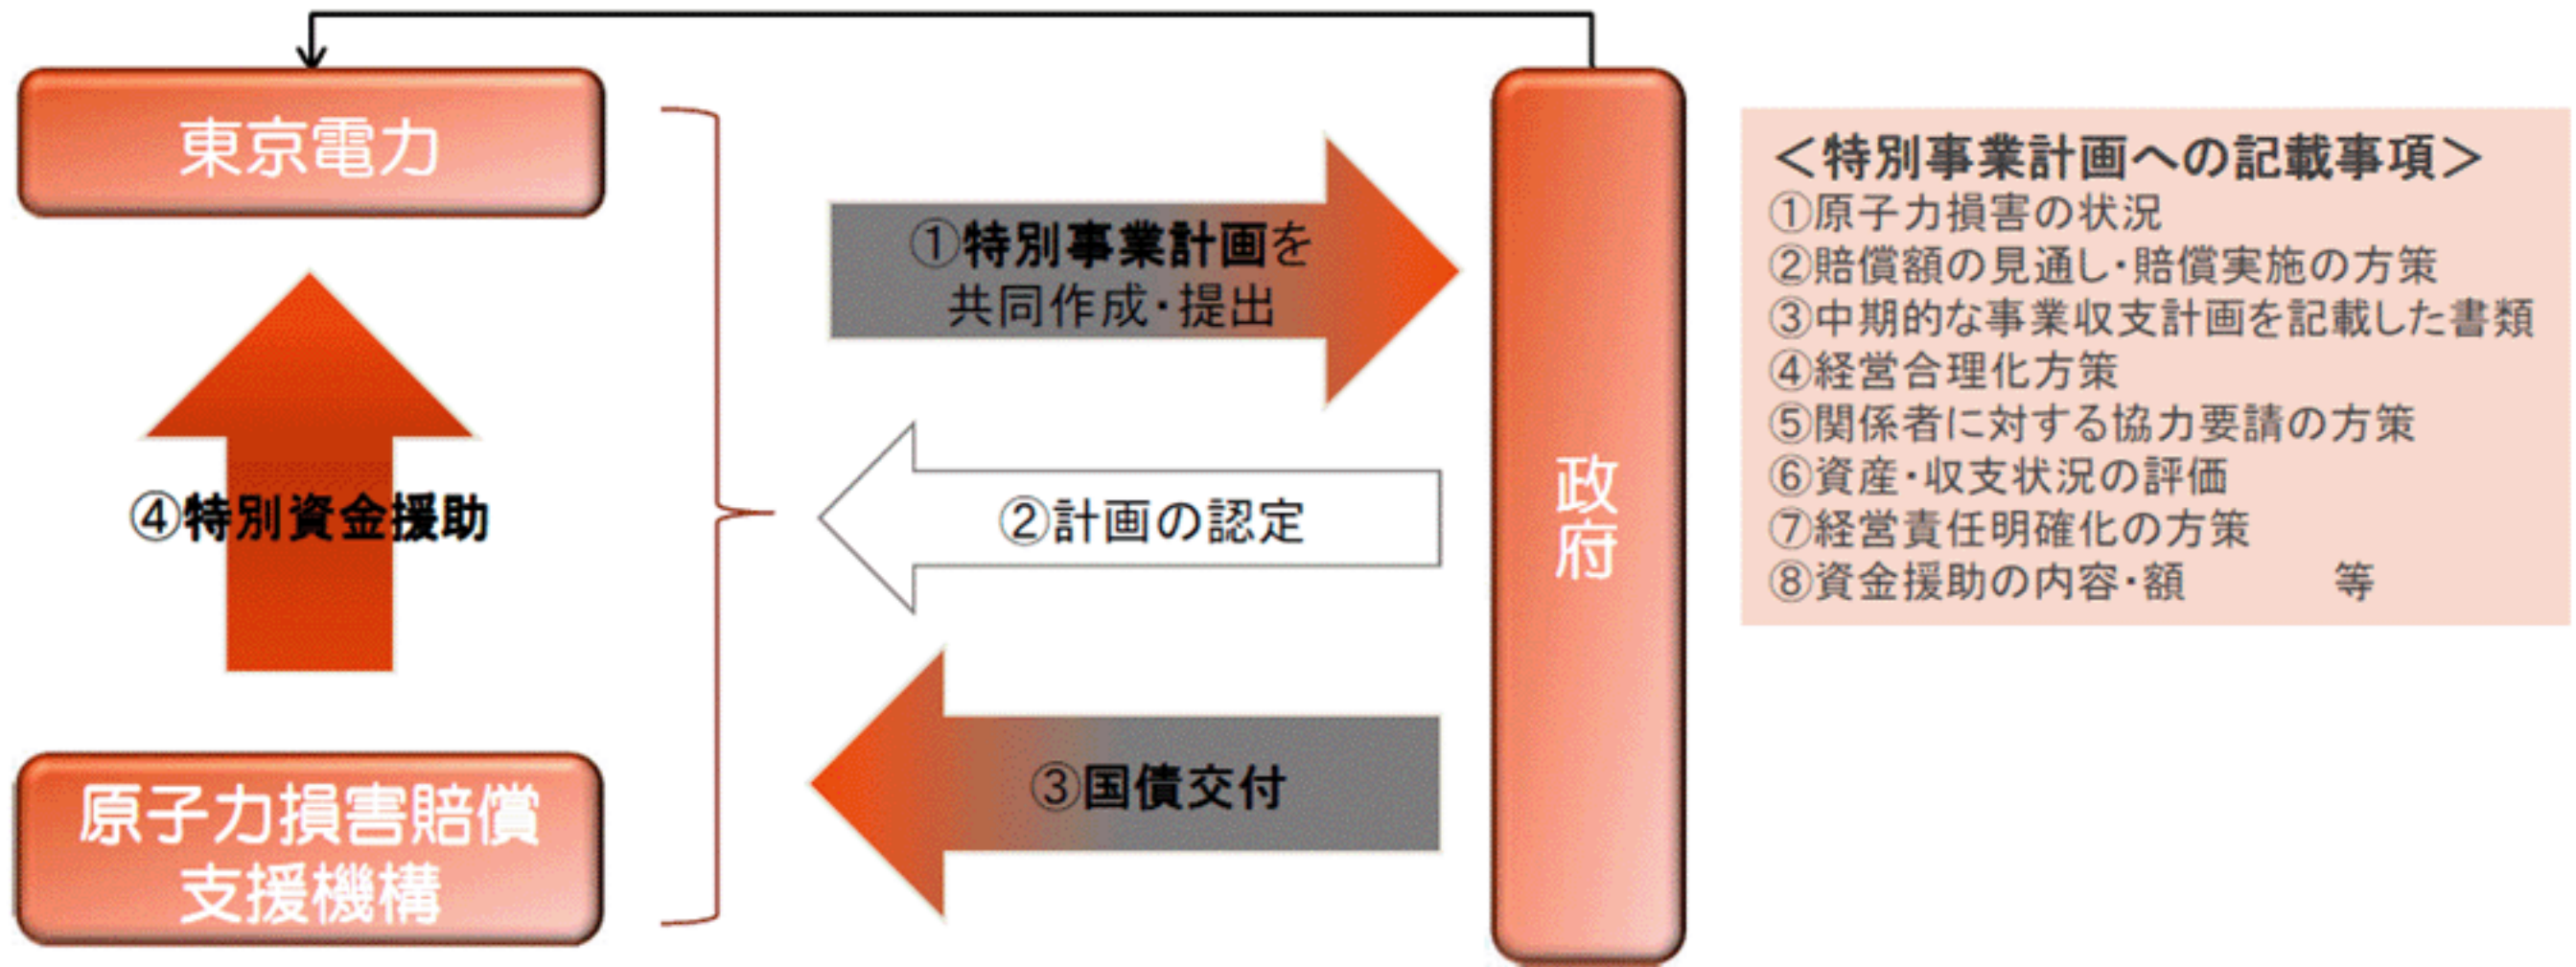 東京電力
①特別事業計画を
共同作成・提出
②計画の認定
③国債交付
④特別資金援助
原子力損害賠償
支援機構
政府
＜特別事業計画への記載事項＞
①原子力損害の状況
②賠償額の見通し・賠償実施の方策
③中期的な事業収支計画を記載した書類
④経営合理化方策
⑤関係者に対する協力要請の方策
⑥資産・収支状況の評価
⑦経営責任明確化の方策
⑧資金援助の内容・額　　　等